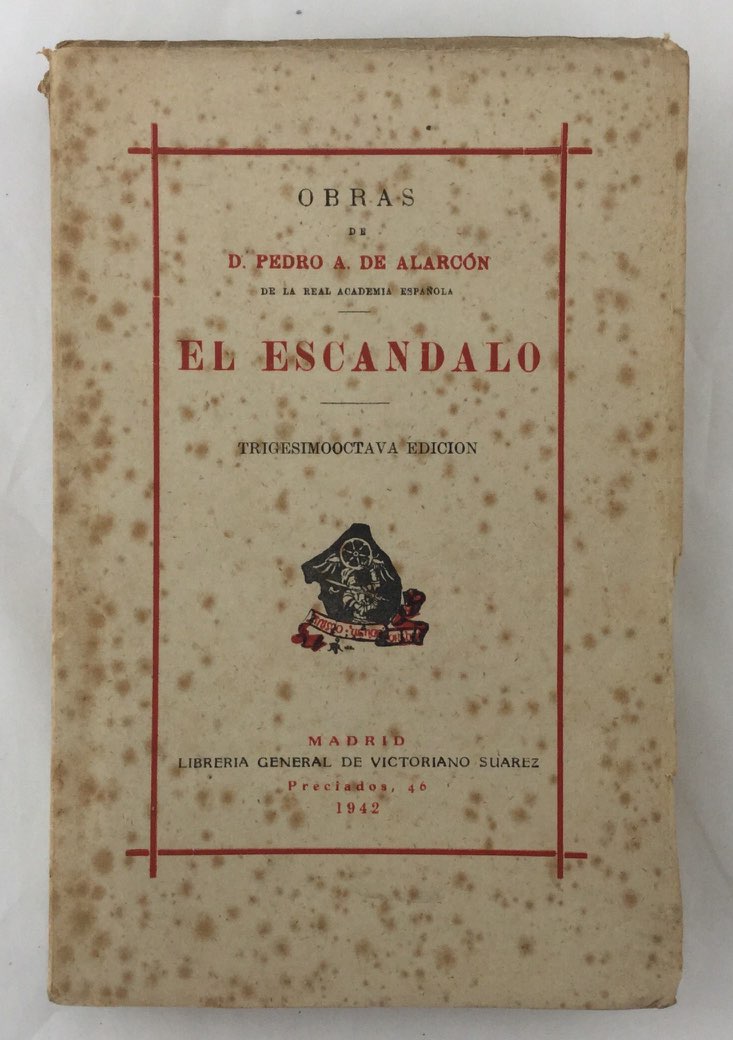 OBRAS
DE
D. PEDRO A. DE ALARCÓN
DE LA REAL ACADEMIA ESPAÑOLA
EL ESCANDALO
TRIGESIMOOCTAVA EDICION
MADRID
LIBRERIA GENERAL DE VICTORIANO SUAREZ
Preciados, 46
1942